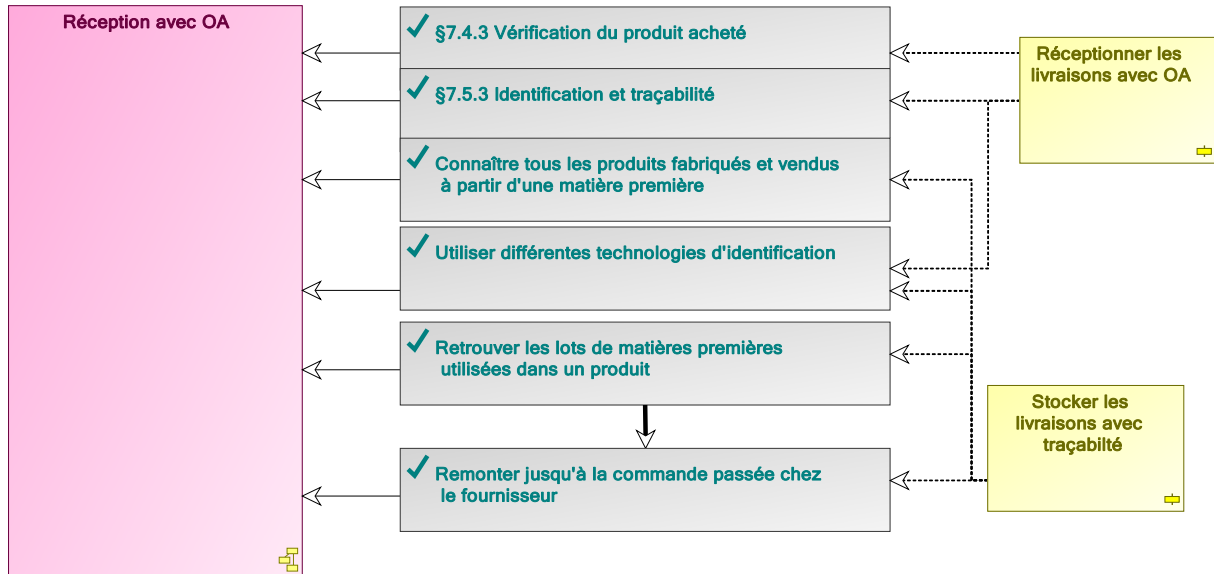 Réception avec OA
§7.4.3 Vérification du produit acheté
§7.5.3 Identification et traçabilité
Connaître tous les produits fabriqués et vendus
à partir d'une matière première
Utiliser différentes technologies d'identification
Retrouver les lots de matières premières
utilisées dans un produit
Remonter jusqu'à la commande passée chez
le fournisseur
Réceptionner les
livraisons avec OA
Stocker les
livraisons avec
traçabilté